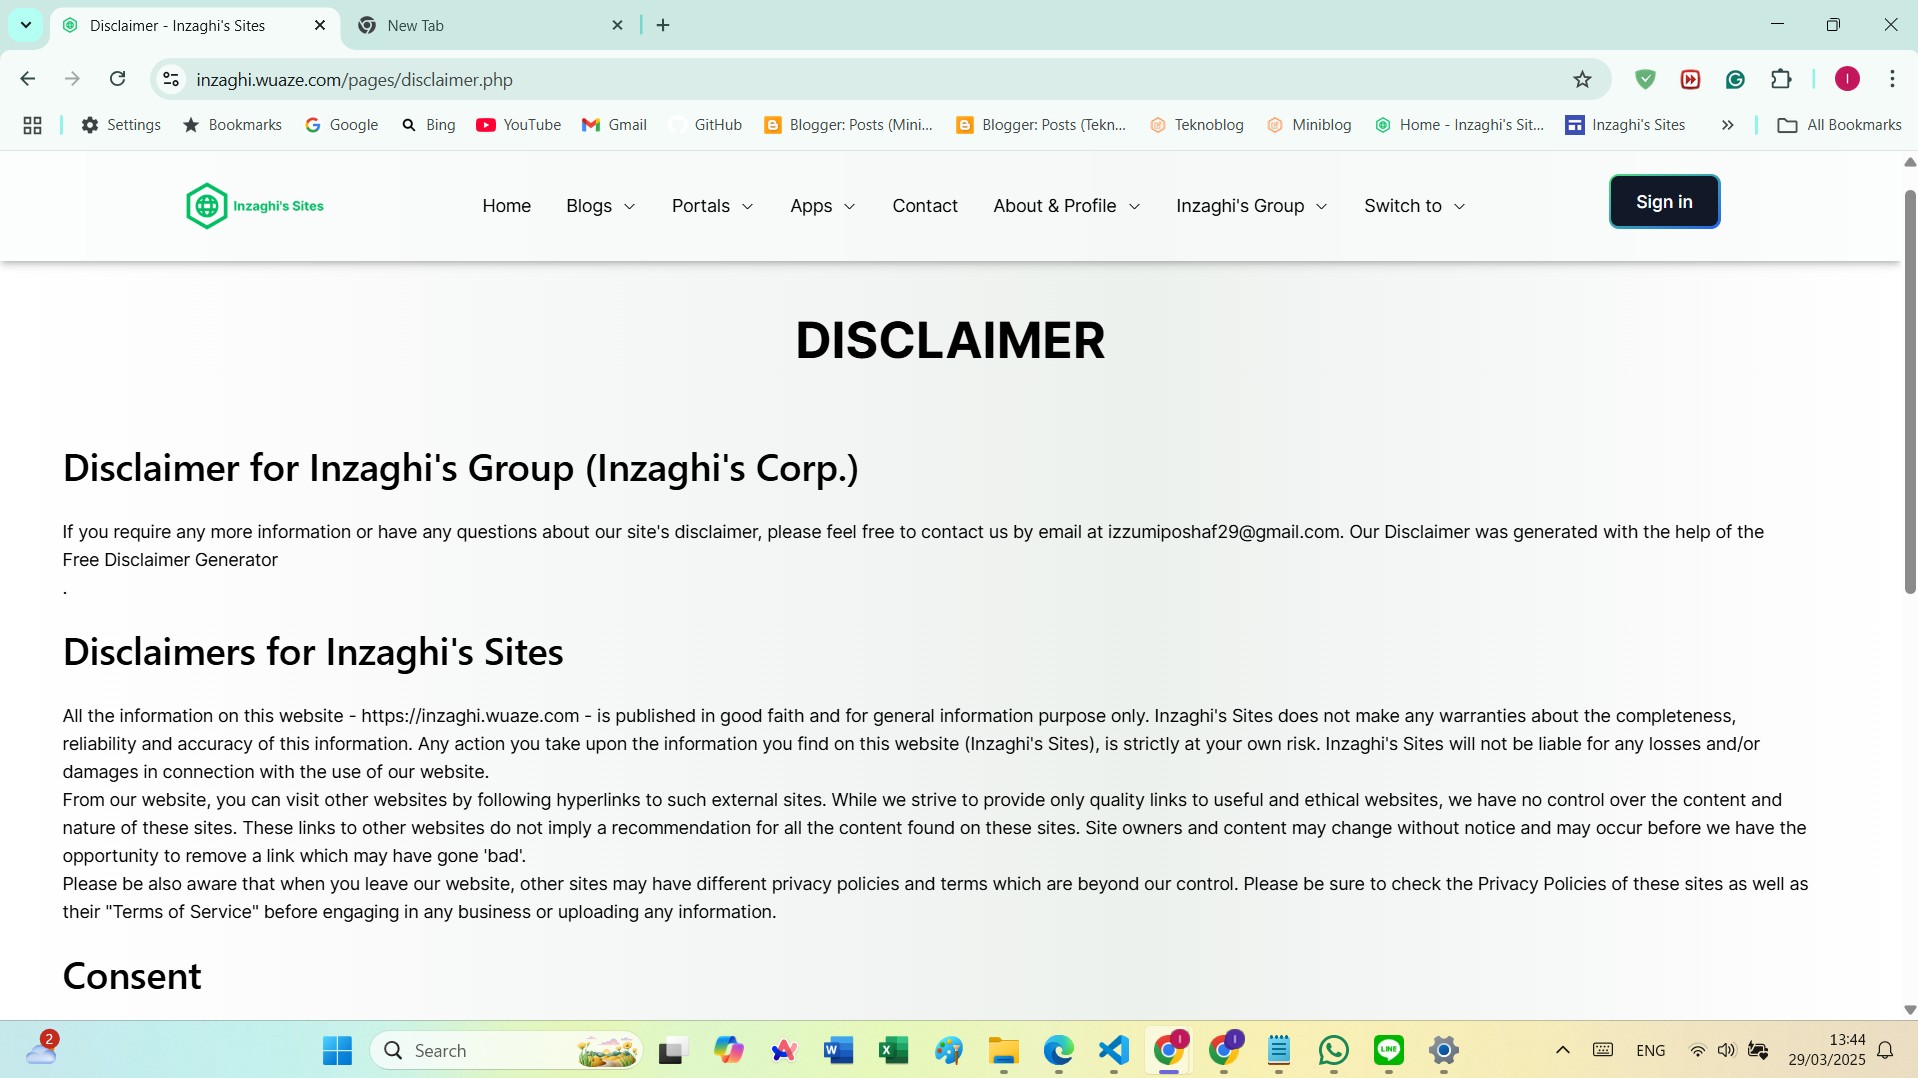 Disclaimer - Inzaghi's Sites
New Tab
inzaghi.wuaze.com/pages/disclaimer.php
I
Settings
Bookmarks
Google
Bing
YouTube
Gmail
GitHub
Blogger: Posts (Mini...
Blogger: Posts (Tekn...
Teknoblog
Miniblog
Home - Inzaghi's Sit...
Inzaghi's Sites
All Bookmarks
Inzaghi's Sites
Home
Blogs
Portals
Apps
Contact
About & Profile
Inzaghi's Group
Switch to
Sign in
DISCLAIMER
Disclaimer for Inzaghi's Group (Inzaghi's Corp.)
If you require any more information or have any questions about our site's disclaimer, please feel free to contact us by email at izzumiposhaf29@gmail.com. Our Disclaimer was generated with the help of the
Free Disclaimer Generator
.
Disclaimers for Inzaghi's Sites
All the information on this website - https://inzaghi.wuaze.com - is published in good faith and for general information purpose only. Inzaghi's Sites does not make any warranties about the completeness,
reliability and accuracy of this information. Any action you take upon the information you find on this website (Inzaghi's Sites), is strictly at your own risk. Inzaghi's Sites will not be liable for any losses and/or
damages in connection with the use of our website.
From our website, you can visit other websites by following hyperlinks to such external sites. While we strive to provide only quality links to useful and ethical websites, we have no control over the content and
nature of these sites. These links to other websites do not imply a recommendation for all the content found on these sites. Site owners and content may change without notice and may occur before we have the
opportunity to remove a link which may have gone 'bad'.
Please be also aware that when you leave our website, other sites may have different privacy policies and terms which are beyond our control. Please be sure to check the Privacy Policies of these sites as well as
their "Terms of Service" before engaging in any business or uploading any information.
Consent
2
Search
I
I
LINE
ENG
13:44
29/03/2025